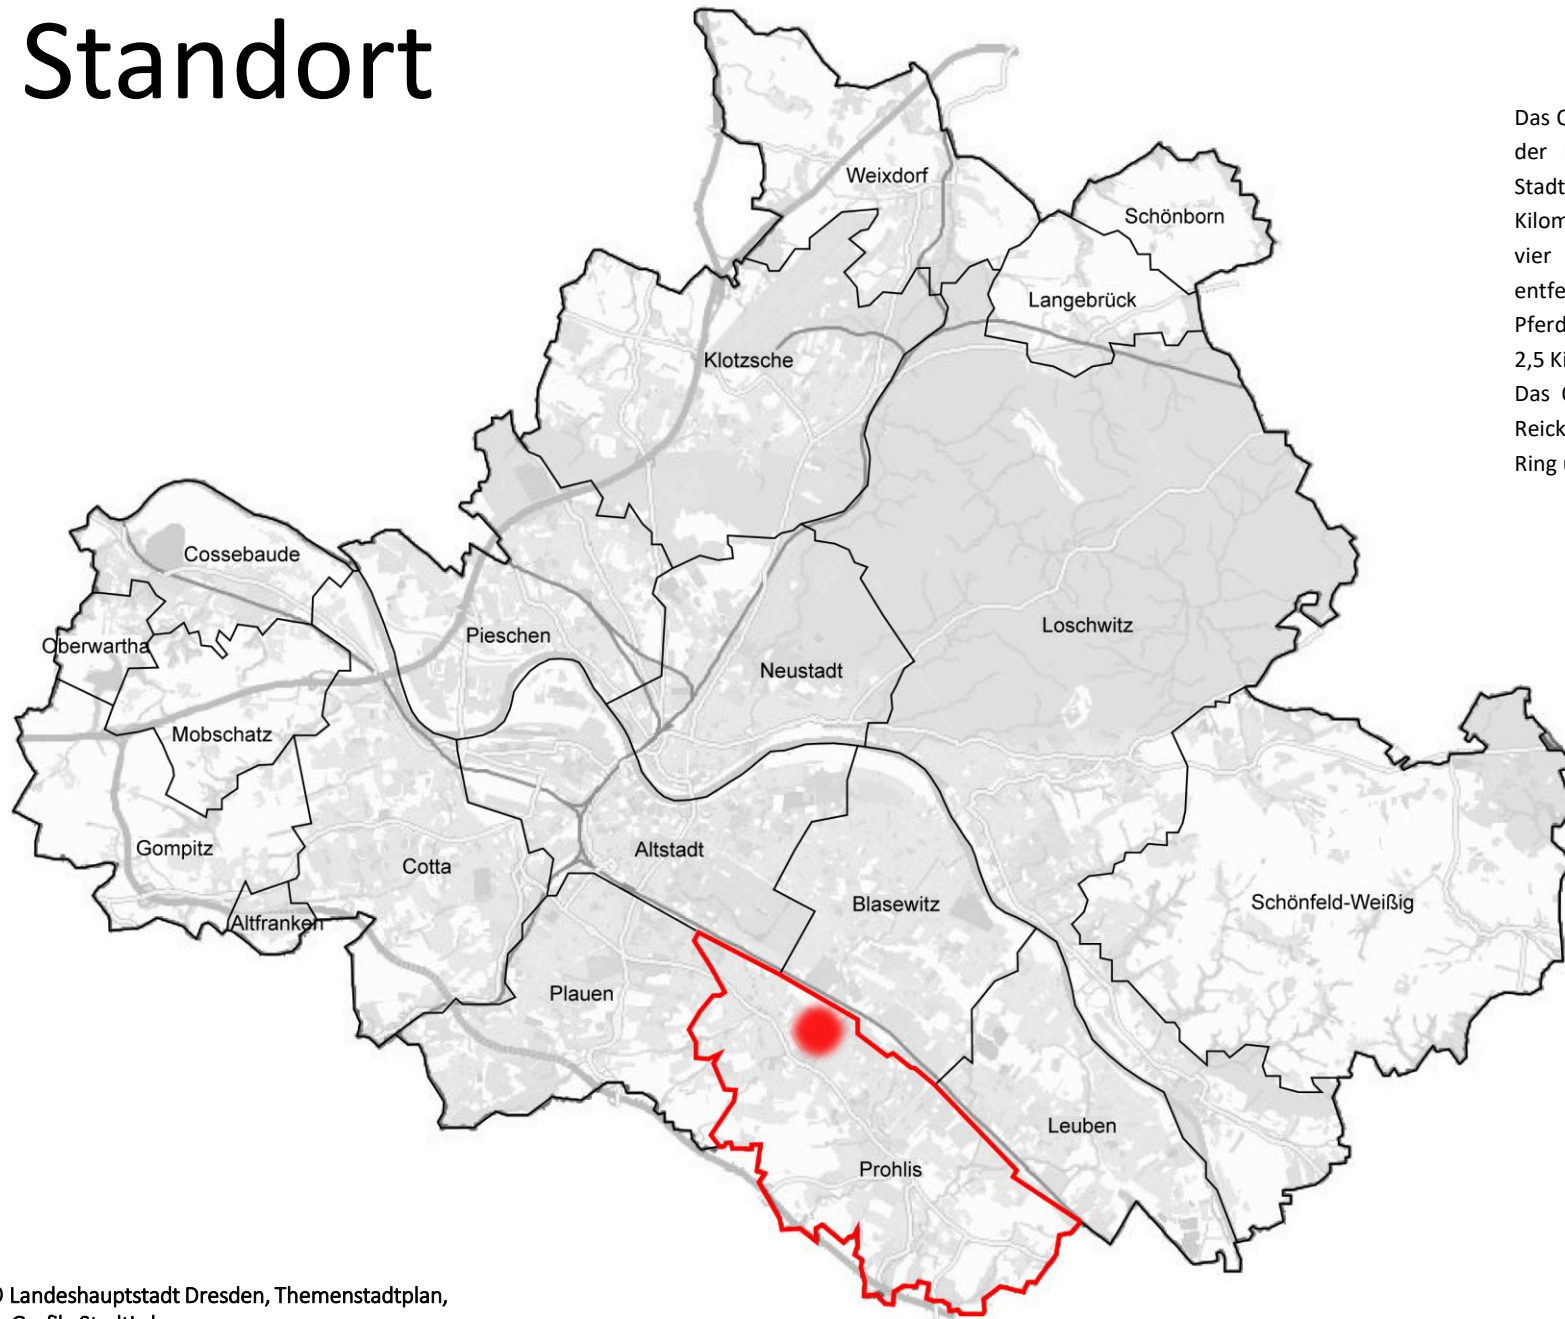 Standort
Das
der
Stadt
vier
2,5
Das
Reick
Ring
Weixdorf
Schönborn
Langebrück
Klotzsche
Cossebaude
Oberwartha
Pieschen
Loschwitz
Neustadt
Mobschatz
Gompitz
Cotta
Altstadt
Blasewitz
Schönfeld-Weißig
Altfranken
Plauen
Leuben
Prohlis
Landeshauptstadt Dresden, Themenstadtplan,